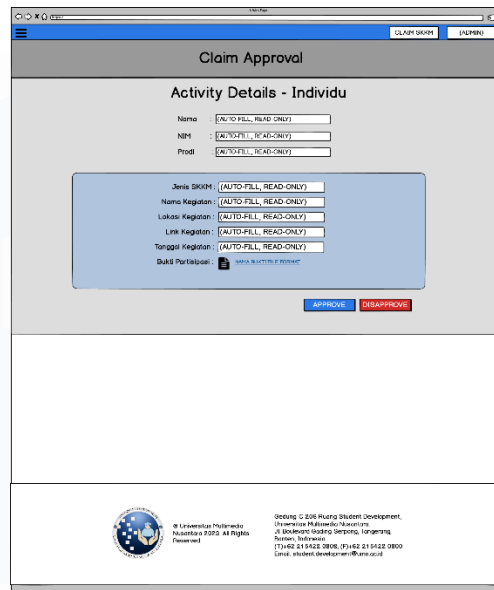 CLAIM SKKM
(ADMIN)
Claim Approval
Activity Details - Individu
Nama : (AUTO-FILL, READ-ONLY)
NIM : (AUTO-FILL, READ-ONLY)
Prodi : (AUTO-FILL, READ-ONLY)
Jenis SKKM : (AUTO-FILL, READ-ONLY)
Nama Kegiatan : (AUTO-FILL, READ-ONLY)
Lokasi Kegiatan : (AUTO-FILL, READ-ONLY)
Link Kegiatan : (AUTO-FILL, READ-ONLY)
Tanggal Kegiatan : (AUTO-FILL, READ-ONLY)
Bukti Partisipasi :
APPROVE
DISAPPROVE
© Universitas Multimedia
Nusantara 2023. All Rights
Reserved
Gedung C 206 Ruang Student Development,
Universitas Multimedia Nusantara
Jl. Boulevard Gading Serpong, Tangerang,
Banten, Indonesia
(T)+62 21 5422 0808, (F)+62 21 5422 0800
Email. student.development@umn.ac.id